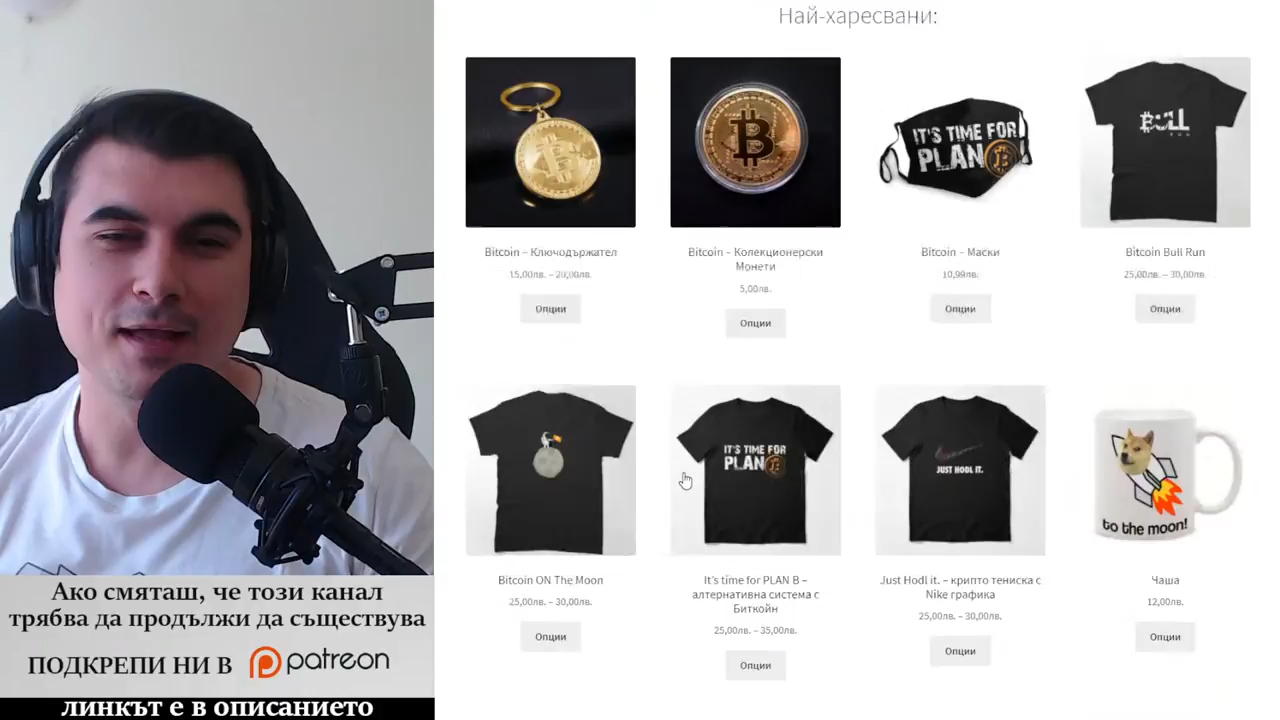 Най-харесвани:
IT'S TIME FOR
PLAN B
BULL
RUN
Bitcoin – Ключодържател
15,00лв. – 20,00лв.
Опции
Bitcoin – Колекционерски
Монети
5,00лв.
Опции
Bitcoin – Маски
10,99лв.
Опции
Bitcoin Bull Run
25,00лв. – 30,00лв.
Опции
IT'S TIME FOR
PLAN B
JUST HODL IT.
to the moon!
Bitcoin ON The Moon
25,00лв. – 30,00лв.
Опции
It's time for PLAN B –
алтернативна система с
Биткойн
25,00лв. – 35,00лв.
Опции
Just Hodl it. – крипто тениска с
Nike графика
25,00лв. – 30,00лв.
Опции
Чаша
12,00лв.
Опции
Ако смяташ, че този канал
трябва да продължи да съществува
ПОДКРЕПИ НИ В patreon
линкът е в описанието